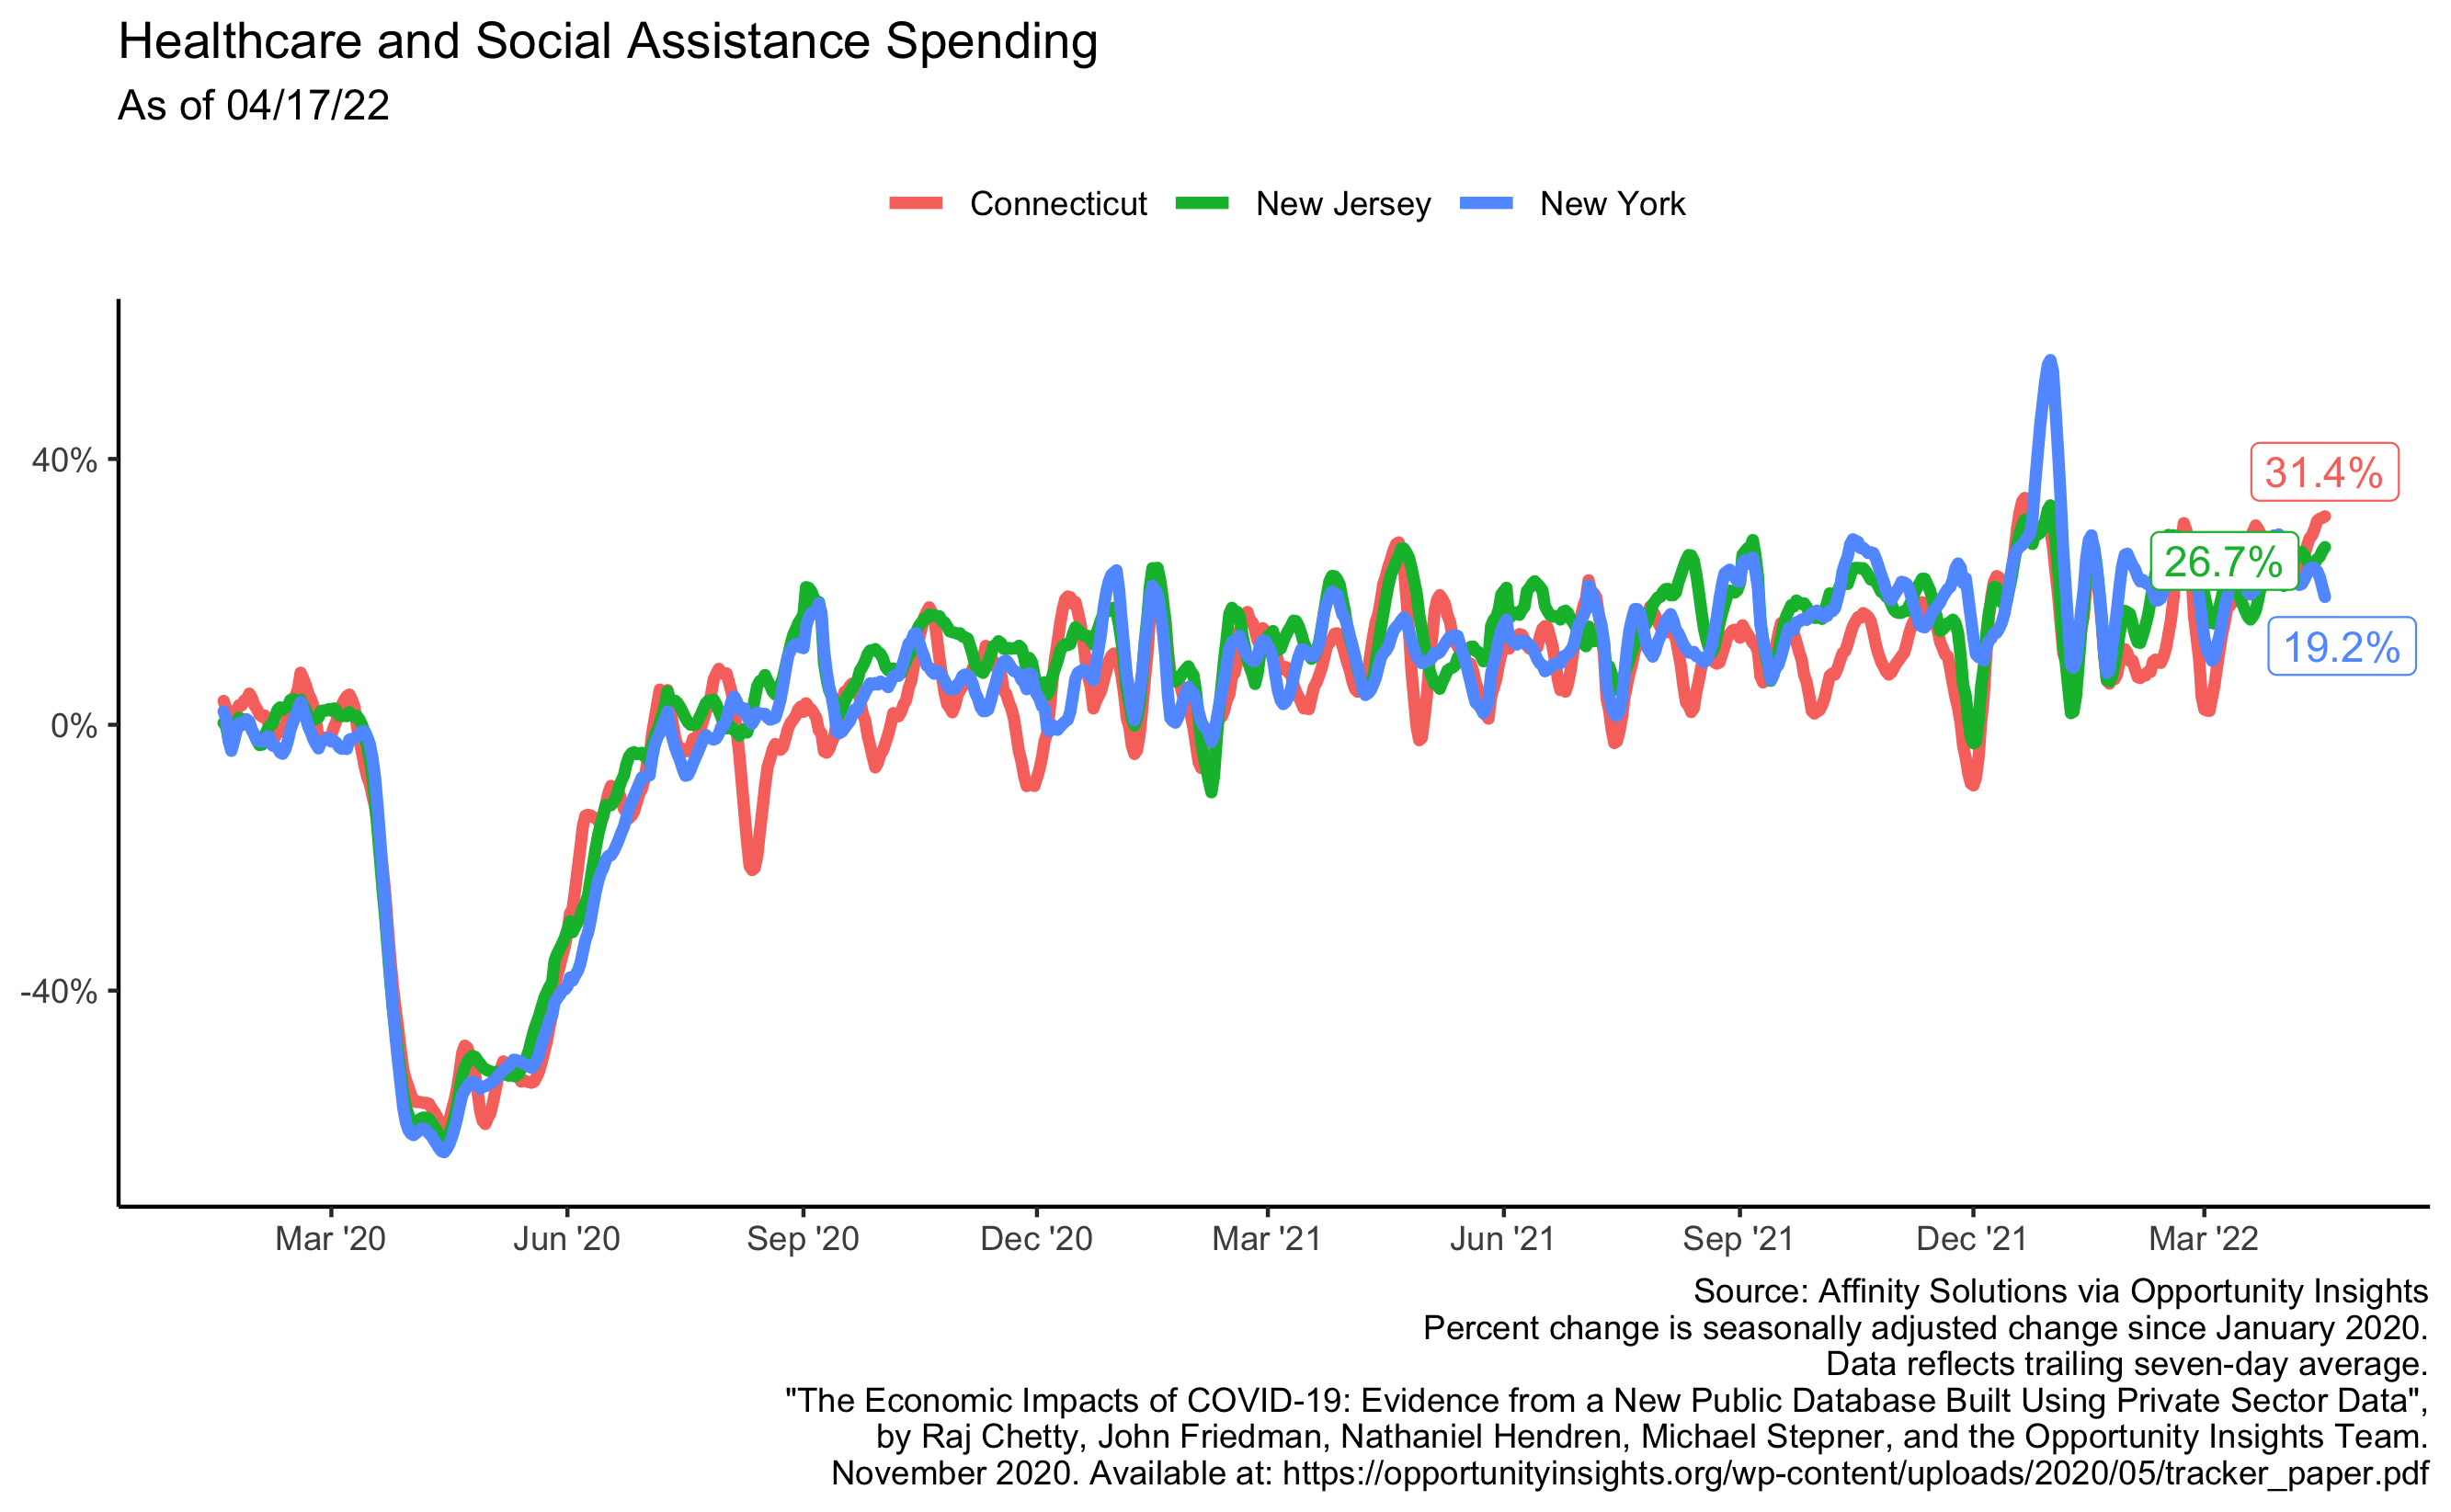 Healthcare and Social Assistance Spending
As of 04/17/22
Connecticut New Jersey New York
40%
0%
-40%
31.4%
26.7%
19.2%
Mar '20 Jun '20 Sep '20 Dec '20 Mar '21 Jun '21 Sep '21 Dec '21 Mar '22
Source: Affinity Solutions via Opportunity Insights
Percent change is seasonally adjusted change since January 2020.
Data reflects trailing seven-day average.
"The Economic Impacts of COVID-19: Evidence from a New Public Database Built Using Private Sector Data",
by Raj Chetty, John Friedman, Nathaniel Hendren, Michael Stepner, and the Opportunity Insights Team.
November 2020. Available at: https://opportunityinsights.org/wp-content/uploads/2020/05/tracker_paper.pdf